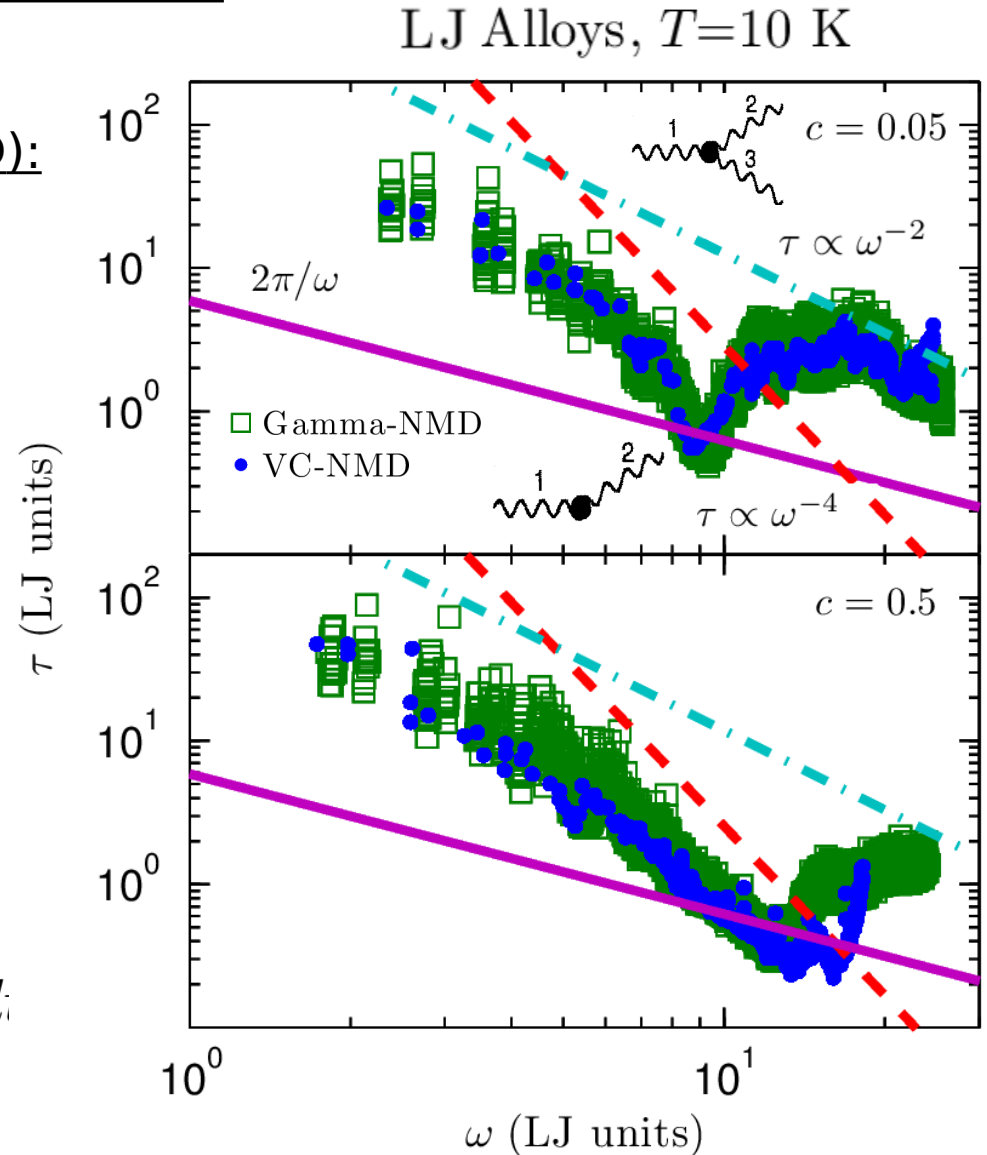 LJ Alloys, T=10 K
):
10²
10¹
10⁰
c = 0.05
1
2
3
τ ∝ ω⁻²
2π/ω
Gamma-NMD
VC-NMD
1
2
τ ∝ ω⁻⁴
τ (LJ units)
10²
10¹
10⁰
c = 0.5
10⁰
10¹
ω (LJ units)